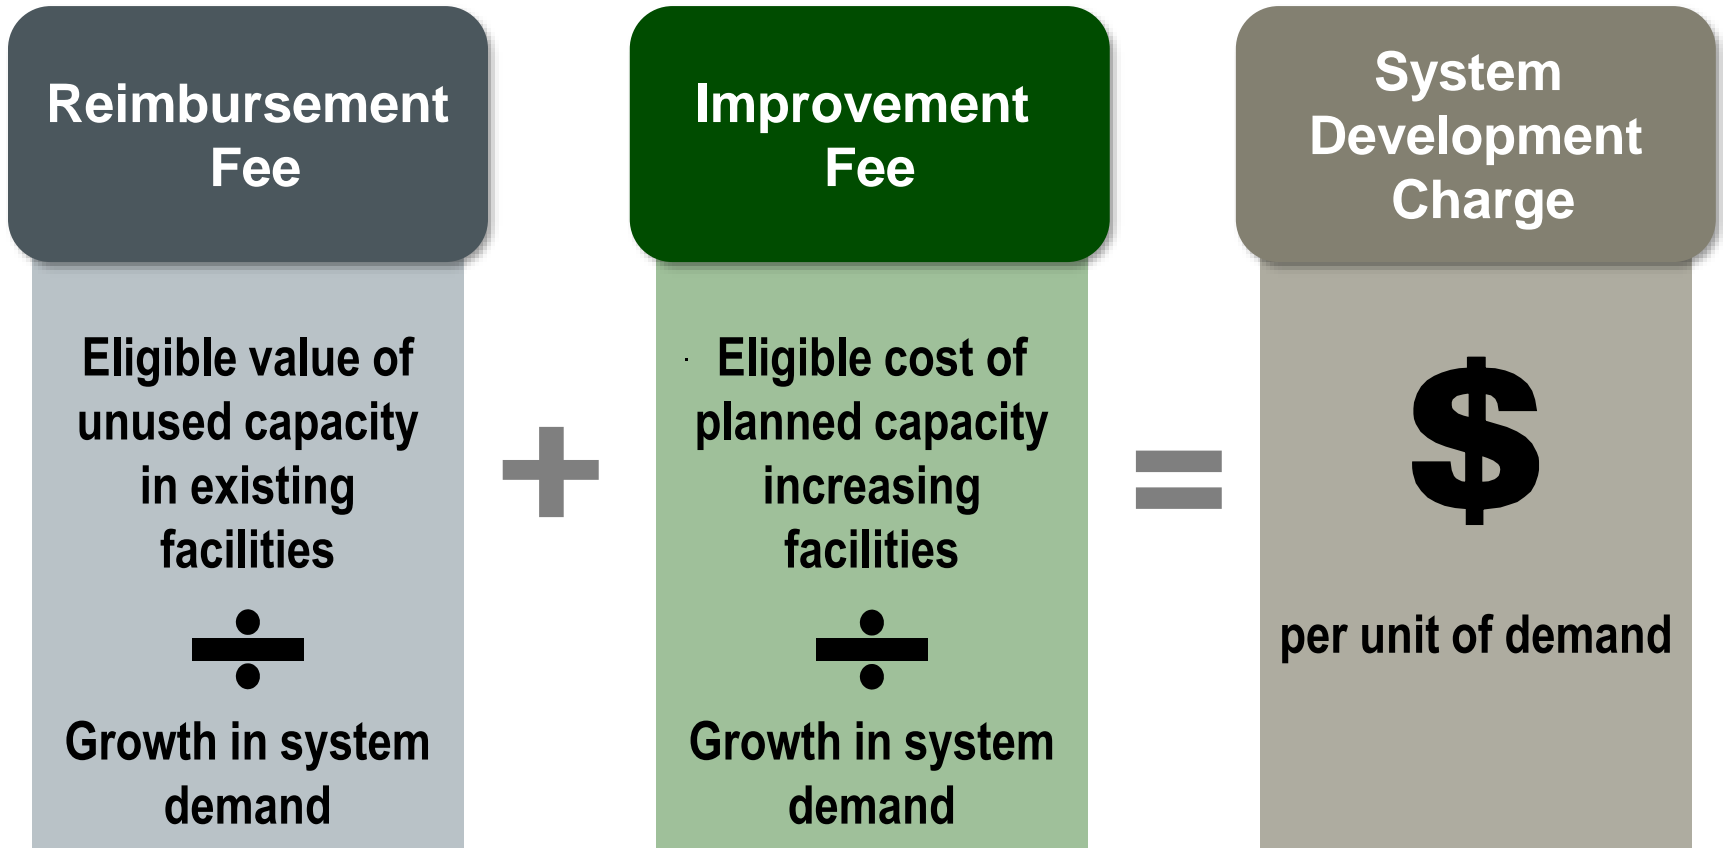 Reimbursement
Fee
Eligible value of
unused capacity
in existing
facilities
÷
Growth in system
demand
+
Improvement
Fee
Eligible cost of
planned capacity
increasing
facilities
÷
Growth in system
demand
=
System
Development
Charge
$
per unit of demand